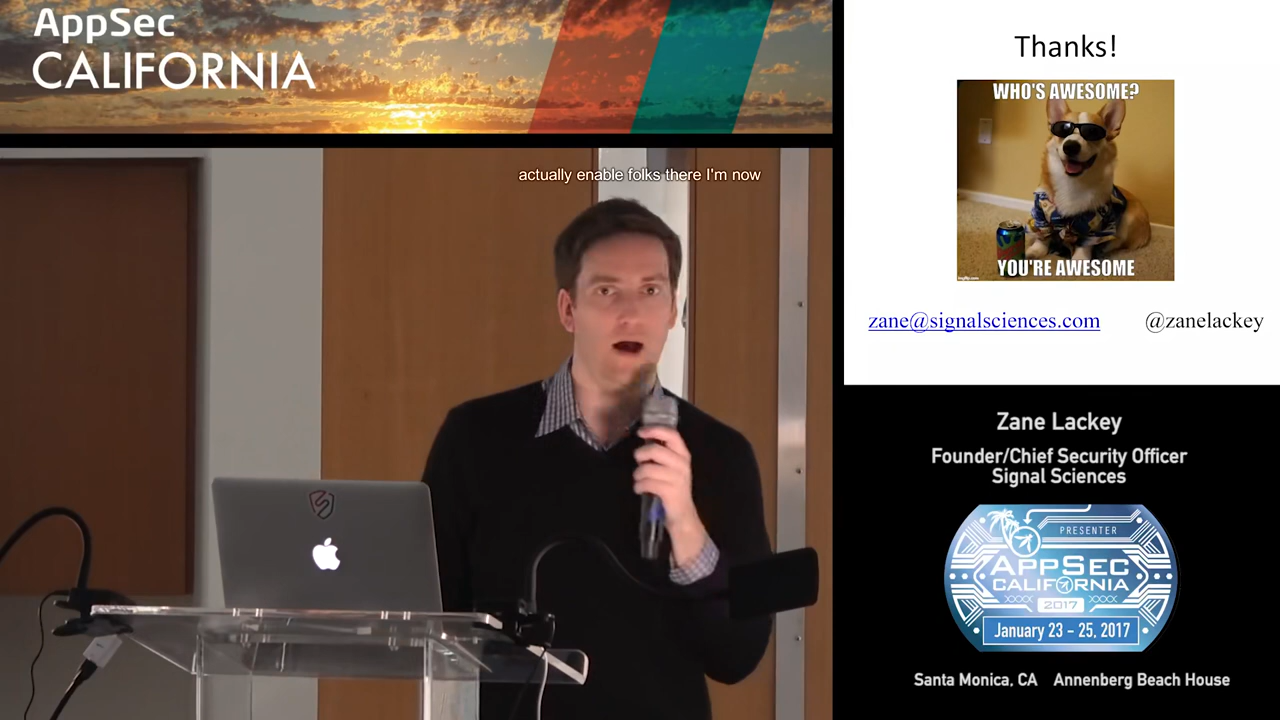 AppSec
CALIFORNIA
actually enable folks there I'm now
Thanks!
WHO'S AWESOME?
YOU'RE AWESOME
imgflip.com
zane@signalsciences.com @zanelackey
Zane Lackey
Founder/Chief Security Officer
Signal Sciences
PRESENTER
APPSEC
CALIFORNIA
2017
January 23 - 25, 2017
Santa Monica, CA Annenberg Beach House